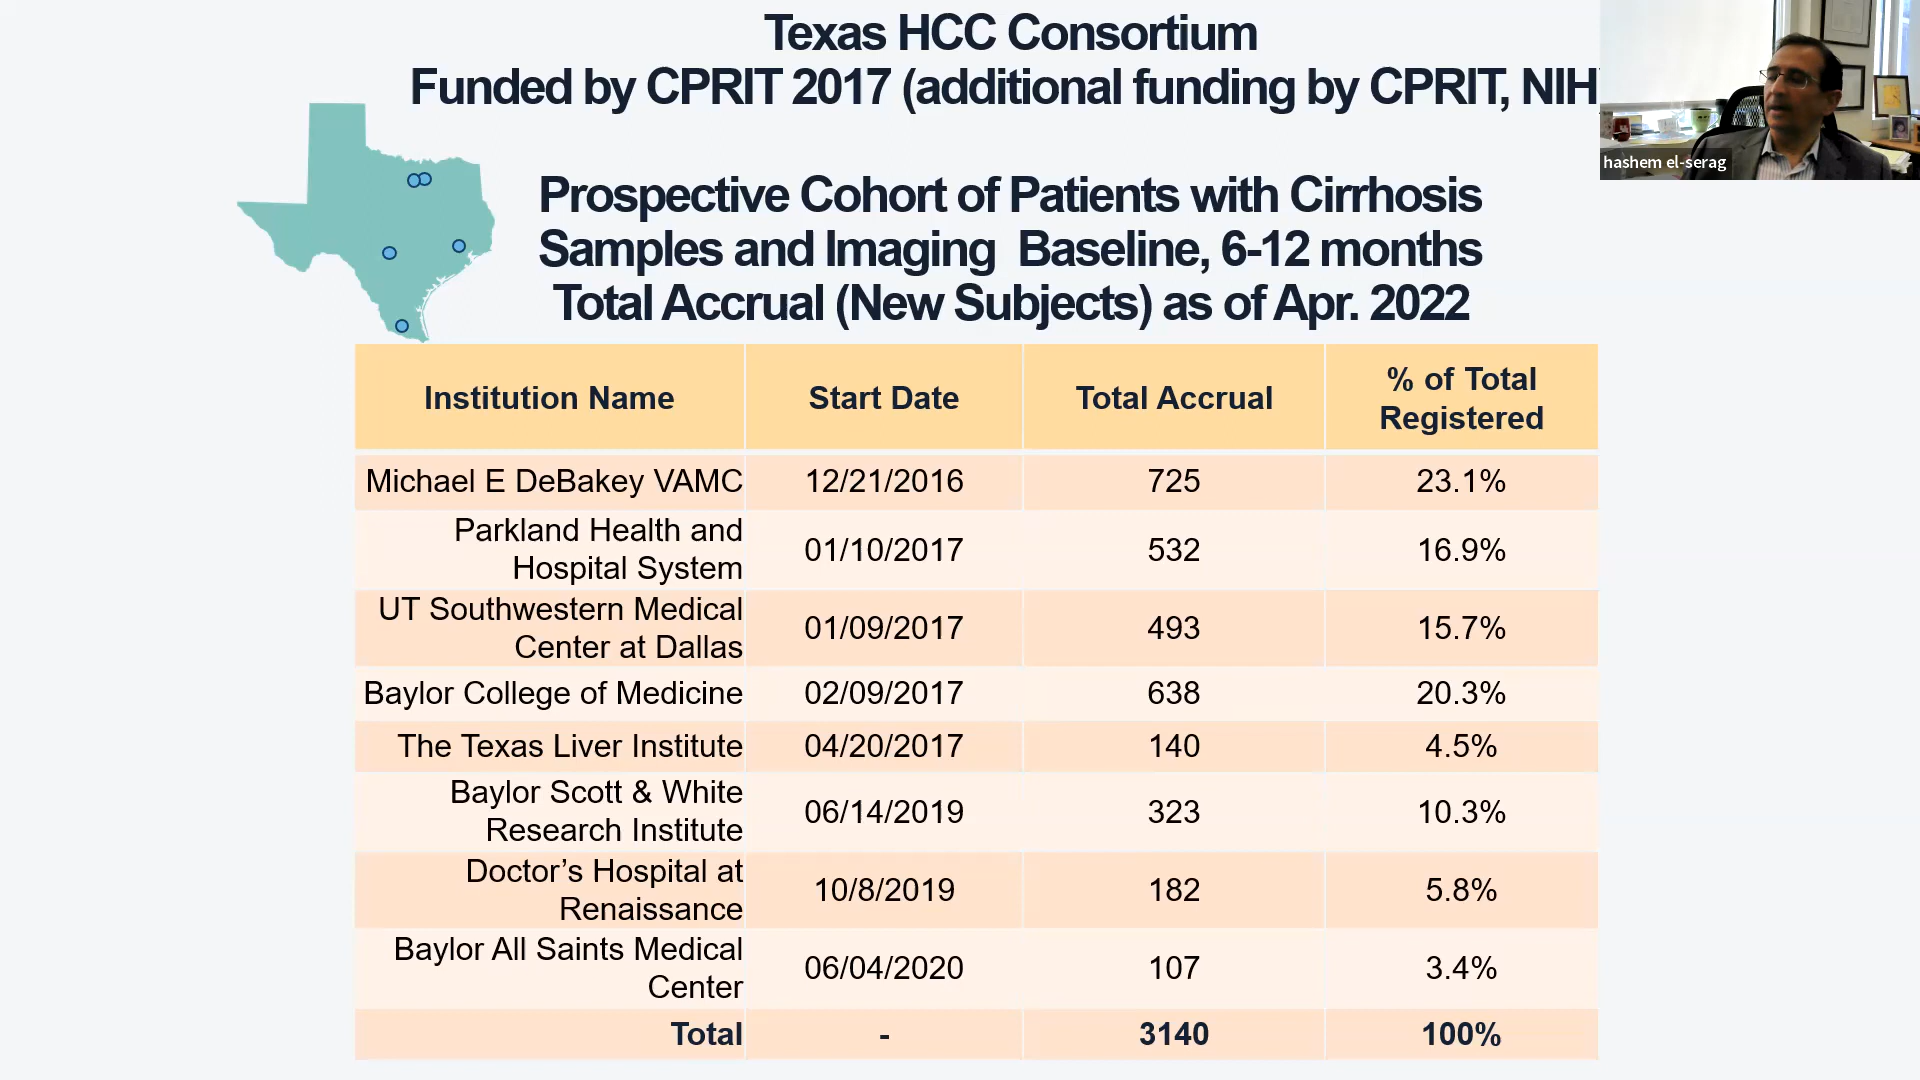 Texas HCC Consortium
Funded by CPRIT 2017 (additional funding by CPRIT, NIH
hashem el-serag
Prospective Cohort of Patients with Cirrhosis
Samples and Imaging Baseline, 6-12 months
Total Accrual (New Subjects) as of Apr. 2022
Institution Name Start Date Total Accrual % of Total Registered
Michael E DeBakey VAMC 12/21/2016 725 23.1%
Parkland Health and
Hospital System 01/10/2017 532 16.9%
UT Southwestern Medical
Center at Dallas 01/09/2017 493 15.7%
Baylor College of Medicine 02/09/2017 638 20.3%
The Texas Liver Institute 04/20/2017 140 4.5%
Baylor Scott & White
Research Institute 06/14/2019 323 10.3%
Doctor’s Hospital at
Renaissance 10/8/2019 182 5.8%
Baylor All Saints Medical
Center 06/04/2020 107 3.4%
Total - 3140 100%